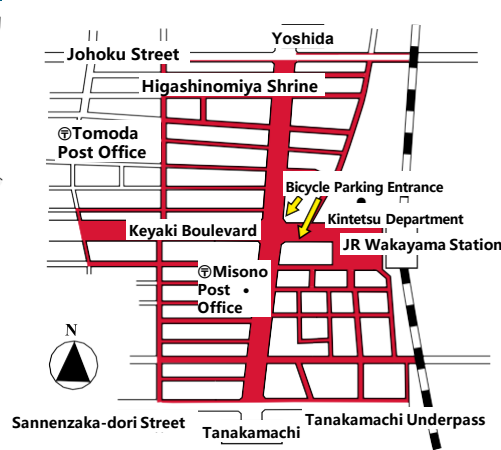 Yoshida
Johoku Street
Higashinomiya Shrine
〶Tomoda
Post Office
Bicycle Parking Entrance
Kintetsu Department
Keyaki Boulevard
JR Wakayama Station
〶Misono
Post
Office
N
Sannenzaka-dori Street
Tanakamachi
Tanakamachi Underpass